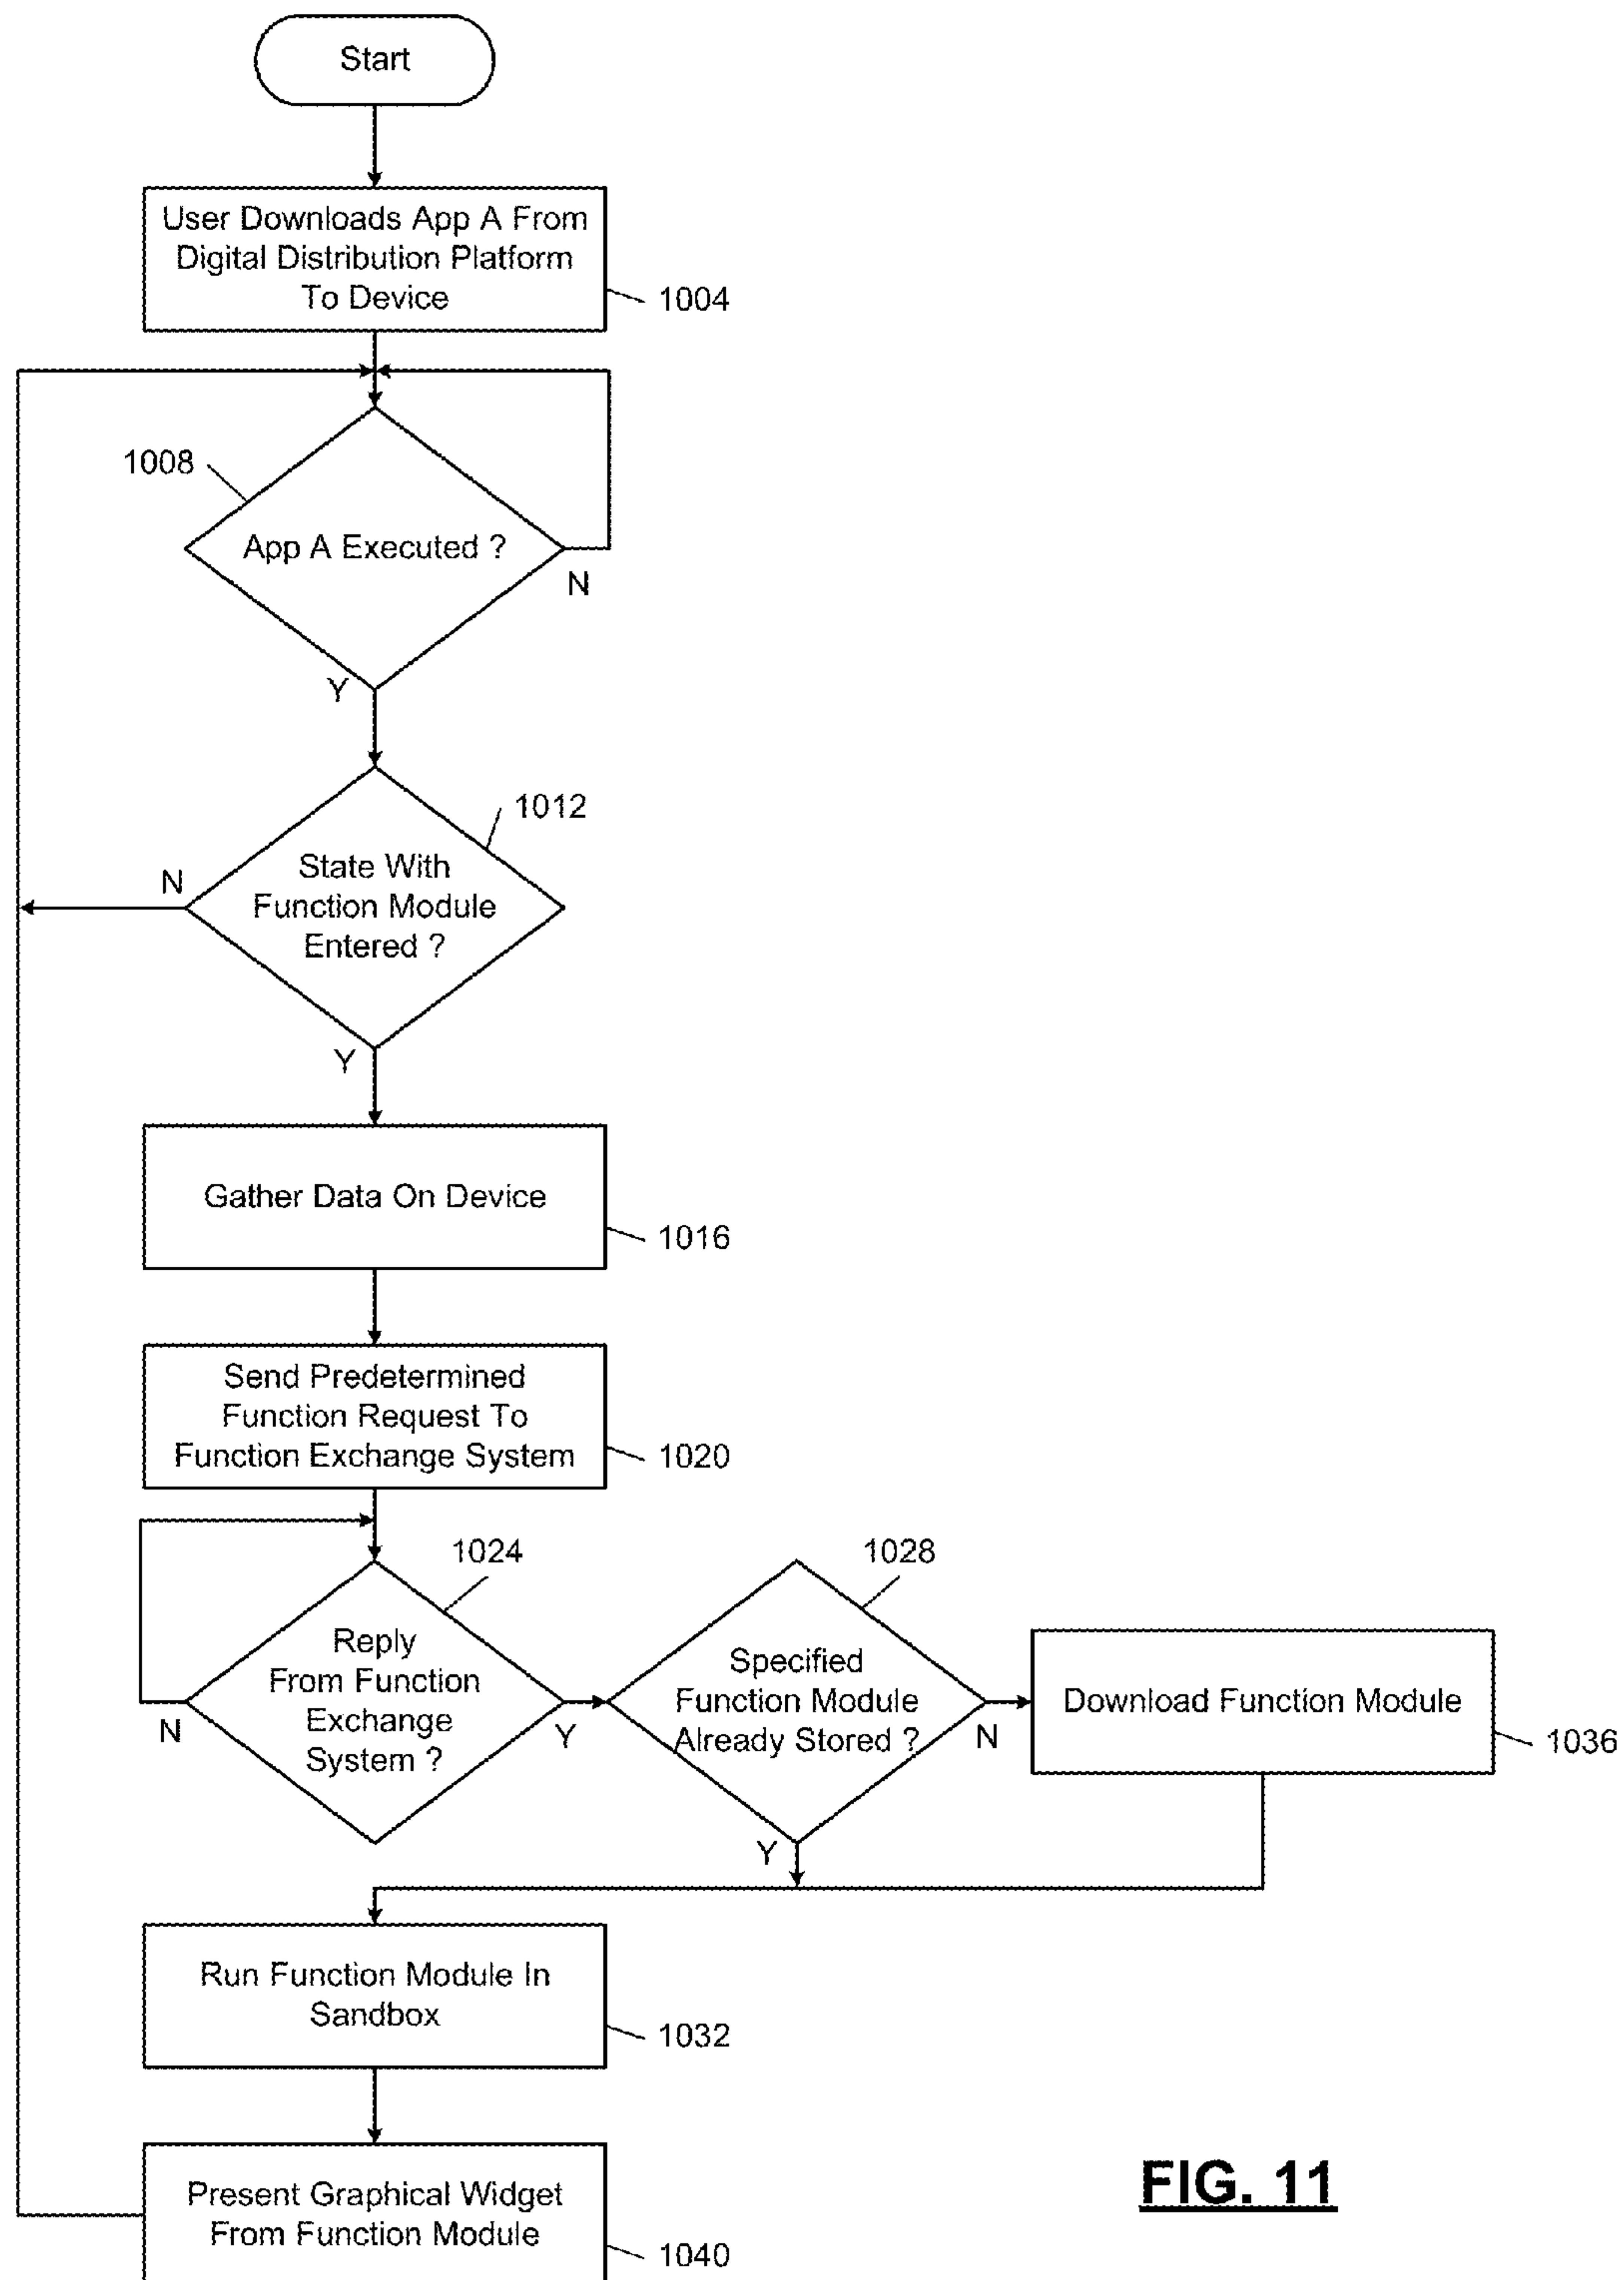 Start
User Downloads App A From
Digital Distribution Platform
To Device
1004
1008
App A Executed ?
N
Y
1012
State With
Function Module
Entered ?
N
Y
Gather Data On Device
1016
Send Predetermined
Function Request To
Function Exchange System
1020
1024
Reply
From Function
Exchange
System ?
N
Y
1028
Specified
Function Module
Already Stored ?
N
Y
Download Function Module
1036
Run Function Module In
Sandbox
1032
Present Graphical Widget
From Function Module
1040
FIG. 11